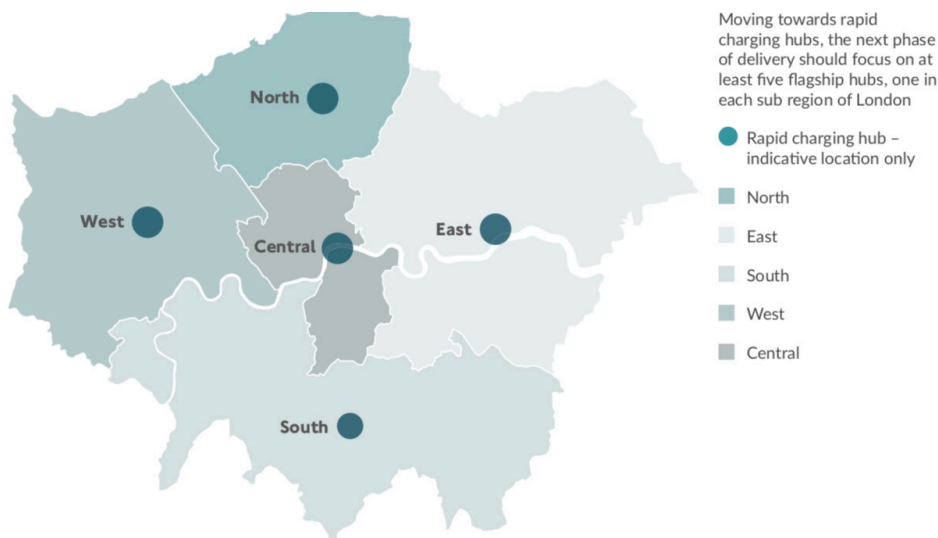 Moving towards rapid
charging hubs, the next phase
of delivery should focus on at
least five flagship hubs, one in
each sub region of London
Rapid charging hub –
indicative location only
North
East
South
West
Central
North
West
East
Central
South